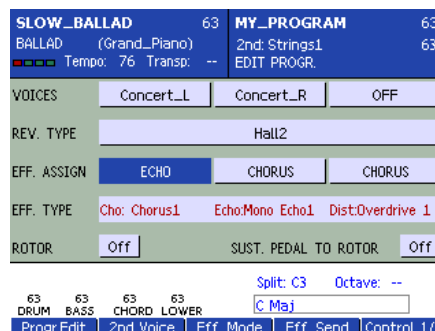 SLOW_BALLAD 63 MY_PROGRAM 63
BALLAD (Grand_Piano) 2nd: Strings1 63
Tempo: 76 Transp: -- EDIT PROGR.
VOICES Concert_L Concert_R OFF
REV. TYPE Hall2
EFF. ASSIGN ECHO CHORUS CHORUS
EFF. TYPE Cho: Chorus1 Echo:Mono Echo1 Dist:Overdrive 1
ROTOR Off SUST. PEDAL TO ROTOR Off
Split: C3 Octave: --
63 63 63 63
DRUM BASS CHORD LOWER C Maj
Progr.Edit 2nd Voice Eff. Mode Eff. Send Control